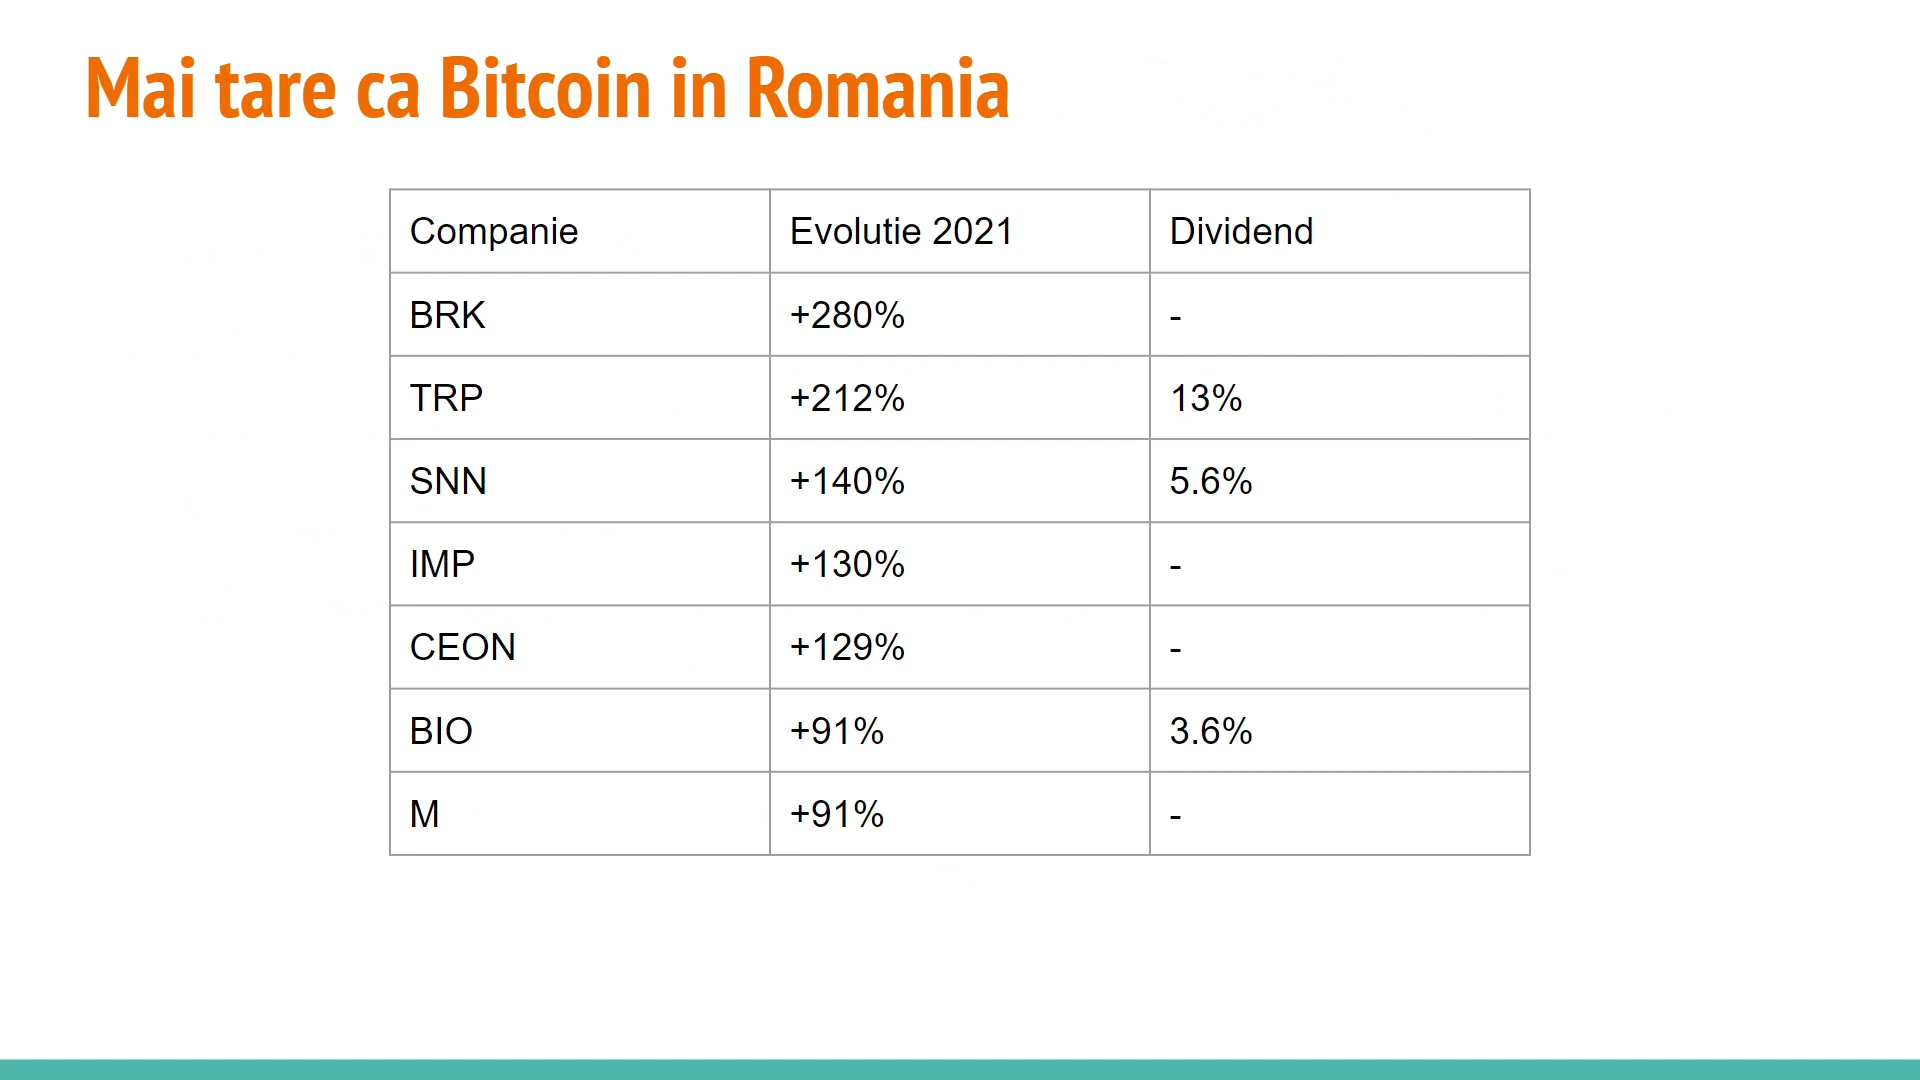 Mai tare ca Bitcoin in Romania
Companie Evolutie 2021 Dividend
BRK +280% -
TRP +212% 13%
SNN +140% 5.6%
IMP +130% -
CEON +129% -
BIO +91% 3.6%
M +91% -